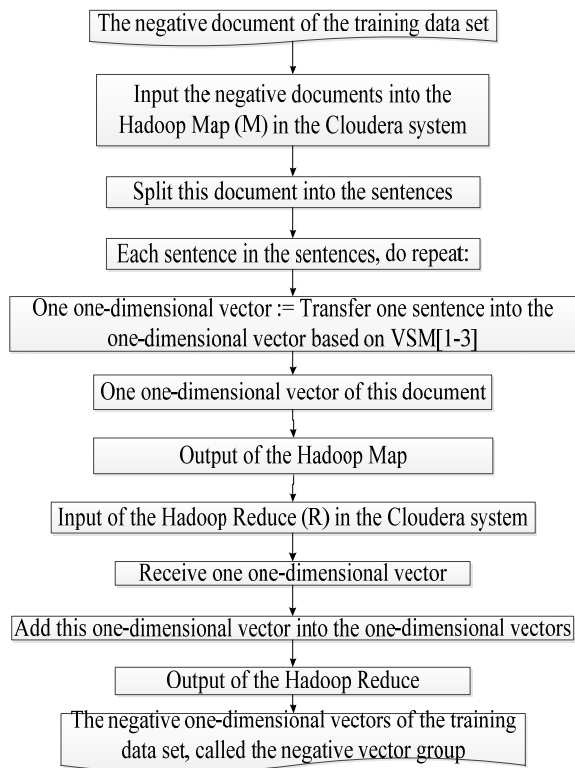 The negative document of the training data set
Input the negative documents into the
Hadoop Map (M) in the Cloudera system
Split this document into the sentences
Each sentence in the sentences, do repeat:
One one-dimensional vector := Transfer one sentence into the
one-dimensional vector based on VSM[1-3]
One one-dimensional vector of this document
Output of the Hadoop Map
Input of the Hadoop Reduce (R) in the Cloudera system
Receive one one-dimensional vector
Add this one-dimensional vector into the one-dimensional vectors
Output of the Hadoop Reduce
The negative one-dimensional vectors of the training
data set, called the negative vector group